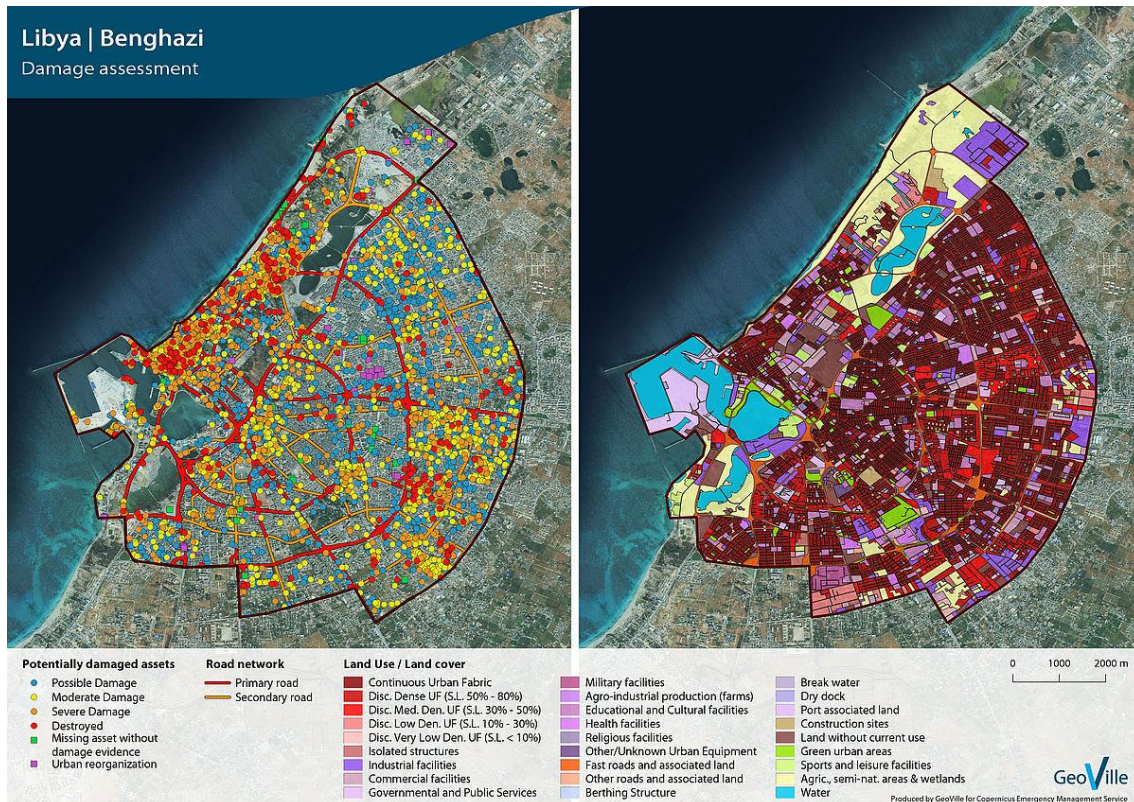 Libya | Benghazi
Damage assessment
Potentially damaged assets
Possible Damage
Moderate Damage
Severe Damage
Destroyed
Missing asset without
damage evidence
Urban reorganization
Road network
Primary road
Secondary road
Land Use / Land cover
Continuous Urban Fabric
Disc. Dense UF (S.L. 50% - 80%)
Disc. Med. Den. UF (S.L. 30% - 50%)
Disc. Low Den. UF (S.L. 10% - 30%)
Disc. Very Low Den. UF (S.L. < 10%)
Isolated structures
Industrial facilities
Commercial facilities
Governmental and Public Services
Military facilities
Agro-industrial production (farms)
Educational and Cultural facilities
Health facilities
Religious facilities
Other/Unknown Urban Equipment
Fast roads and associated land
Other roads and associated land
Berthing Structure
Break water
Dry dock
Port associated land
Construction sites
Land without current use
Green urban areas
Sports and leisure facilities
Agric., semi-nat. areas & wetlands
Water
0 1000 2000 m
GeoVille
Produced by GeoVille for Copernicus Emergency Management Service